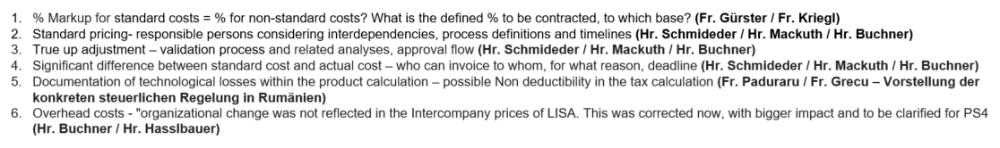 1. % Markup for standard costs = % for non-standard costs? What is the defined % to be contracted, to which base? (Fr. Gürster / Fr. Kriegl)
2. Standard pricing- responsible persons considering interdependencies, process definitions and timelines (Hr. Schmideder / Hr. Mackuth / Hr. Buchner)
3. True up adjustment – validation process and related analyses, approval flow (Hr. Schmideder / Hr. Mackuth / Hr. Buchner)
4. Significant difference between standard cost and actual cost – who can invoice to whom, for what reason, deadline (Hr. Schmideder / Hr. Mackuth / Hr. Buchner)
5. Documentation of technological losses within the product calculation – possible Non deductibility in the tax calculation (Fr. Paduraru / Fr. Grecu – Vorstellung der
konkreten steuerlichen Regelung in Rumänien)
6. Overhead costs - "organizational change was not reflected in the Intercompany prices of LISA. This was corrected now, with bigger impact and to be clarified for PS4
(Hr. Buchner / Hr. Hasslbauer)